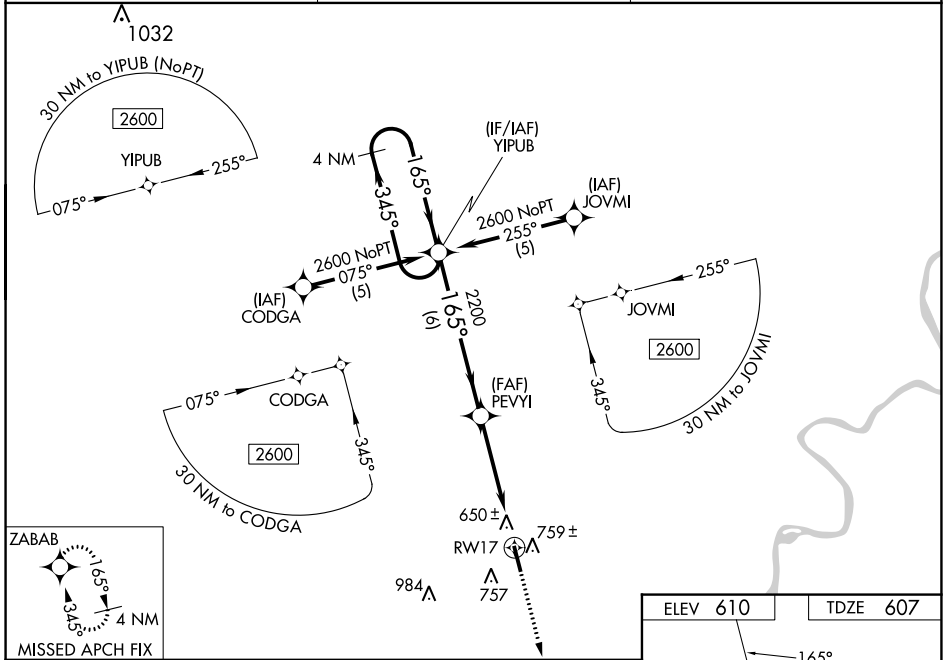 1032
30 NM to YIPUB (NoPT)
2600
YIPUB
075°
255°
4 NM
165°
345°
(IF/IAF)
YIPUB
(IAF)
JOVMI
2600 NoPT
255°
(5)
2600 NoPT
075°
(5)
(IAF)
CODGA
2200
165°
(6)
255°
JOVMI
2600
345°
30 NM to JOVMI
(FAF)
PEVYI
075°
CODGA
345°
2600
30 NM to CODGA
650±
RW17
759±
984
757
ZABAB
165°
345°
4 NM
MISSED APCH FIX
ELEV 610
TDZE 607
165°